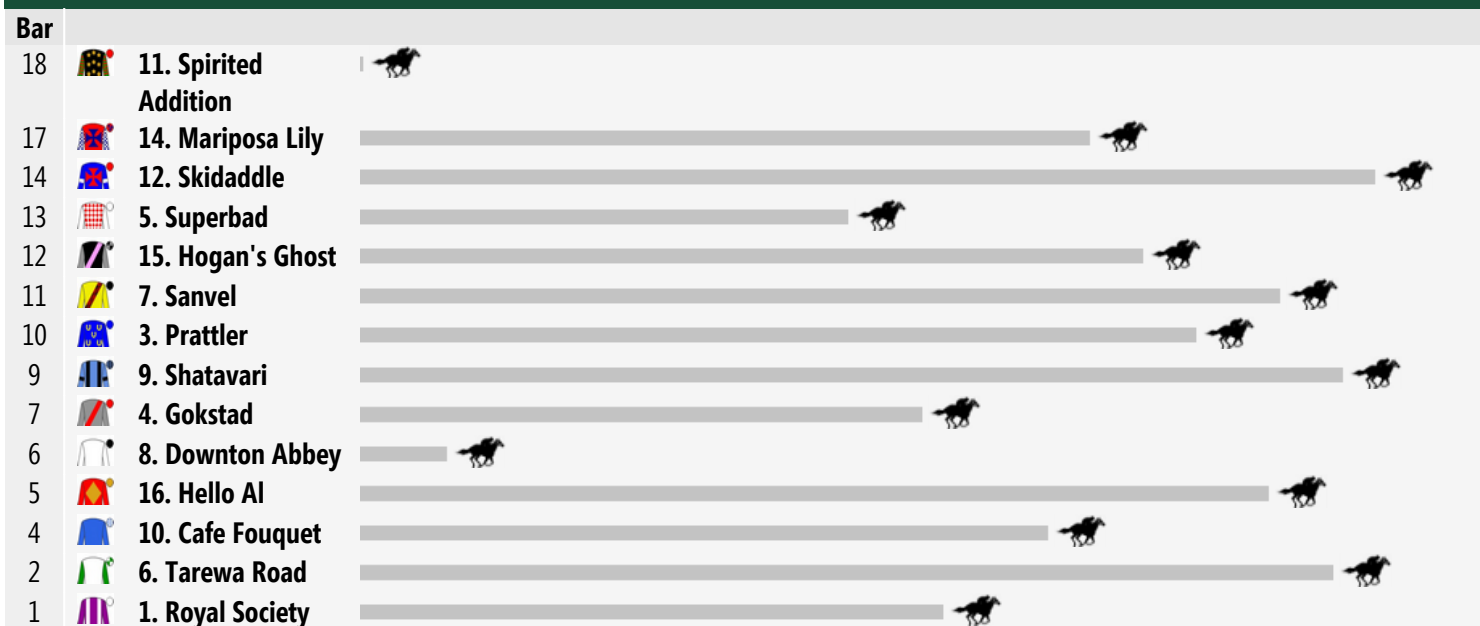 Bar
18 11. Spirited
Addition
17 14. Mariposa Lily
14 12. Skidaddle
13 5. Superbad
12 15. Hogan's Ghost
11 7. Sanvel
10 3. Prattler
9 9. Shatavari
7 4. Gokstad
6 8. Downton Abbey
5 16. Hello Al
4 10. Cafe Fouquet
2 6. Tarewa Road
1 1. Royal Society